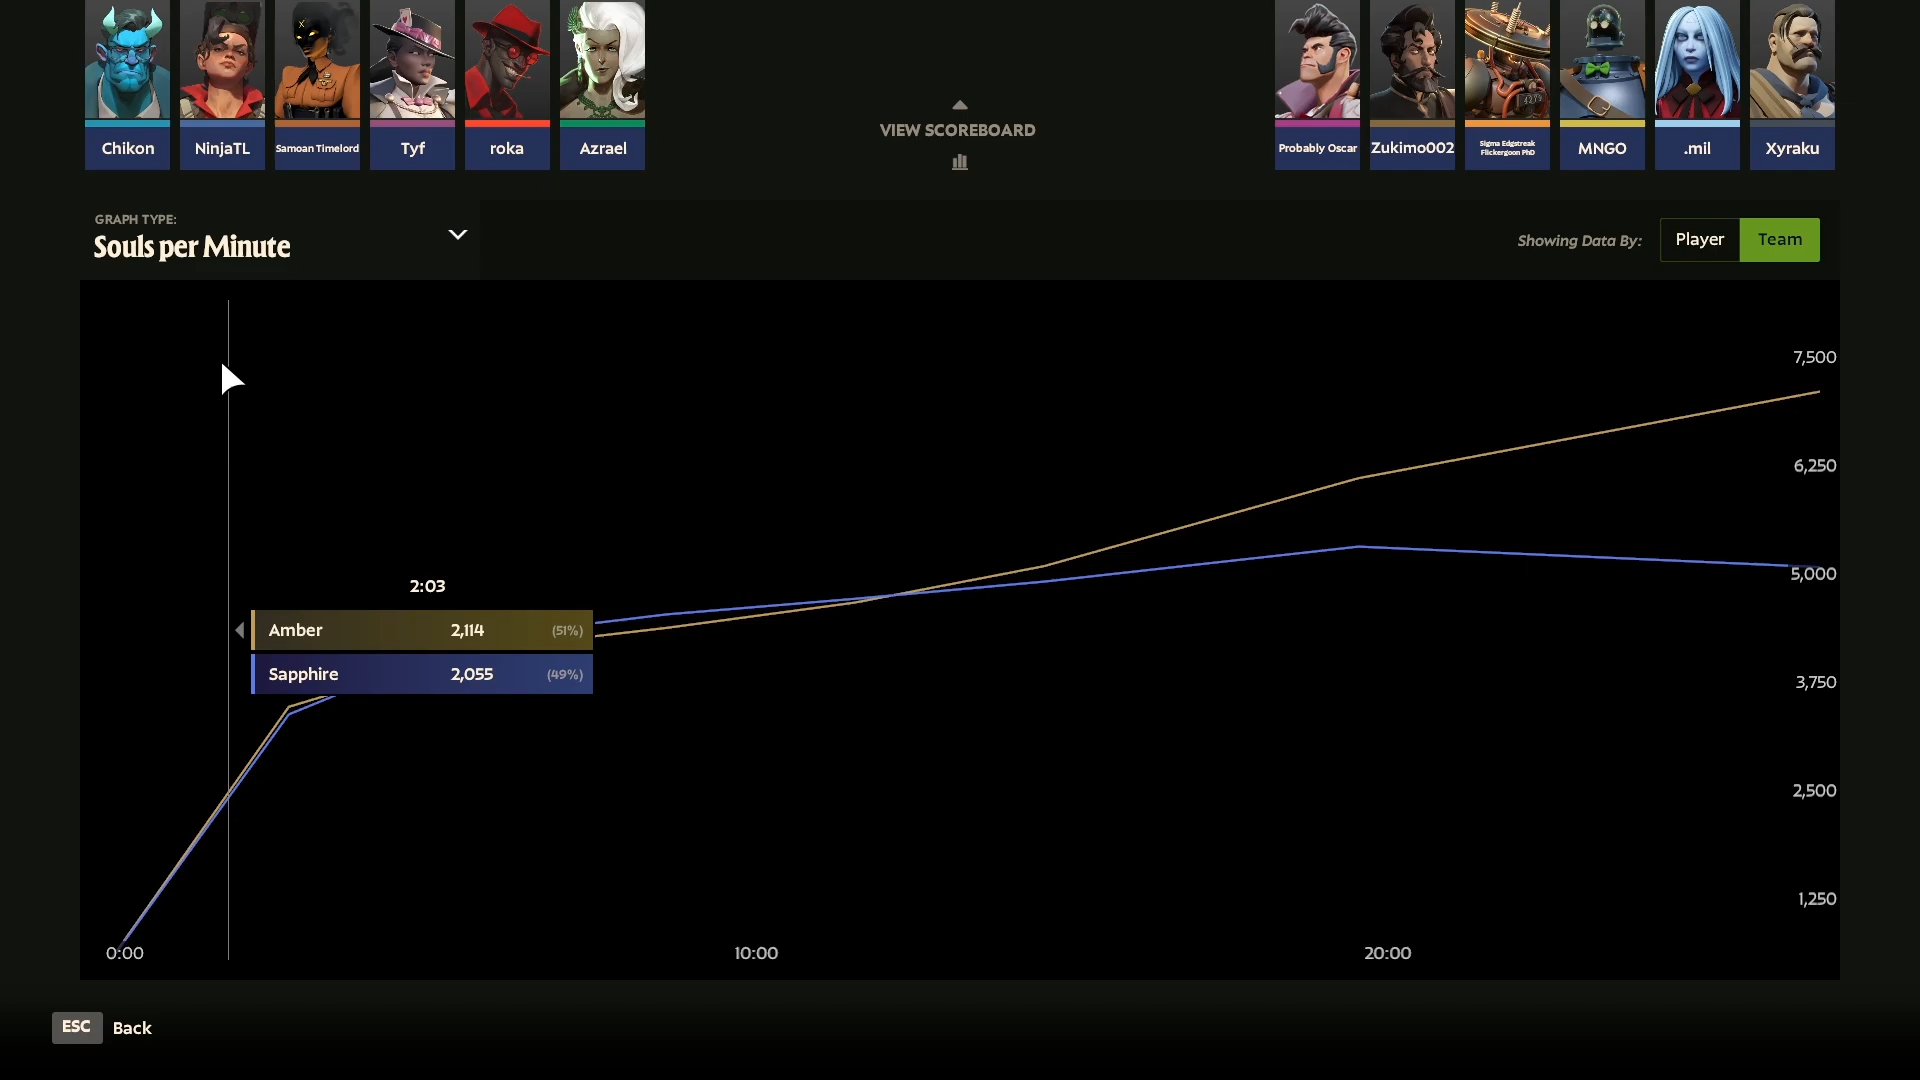 Chikon
NinjaTL
Samoan Timelord
Tyf
roka
Azrael
VIEW SCOREBOARD
Probably Oscar
Zukimo002
Sigma Edgstreak
Flickergoon PhD
MNGO
.mil
Xyraku
GRAPH TYPE:
Souls per Minute
Showing Data By:
Player
Team
7,500
6,250
5,000
3,750
2,500
1,250
2:03
Amber 2,114 (51%)
Sapphire 2,055 (49%)
0:00
10:00
20:00
ESC Back